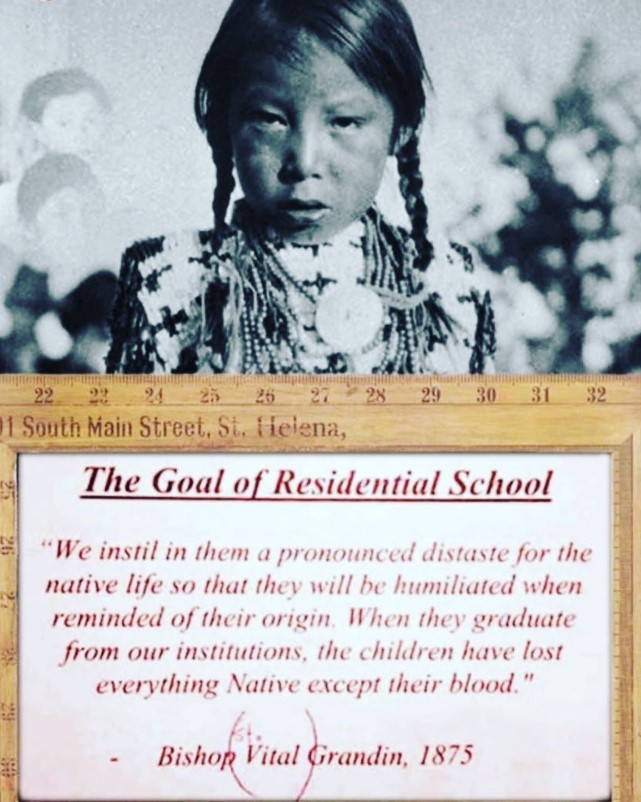 22 23 24 25 26 27 28 29 30 31 32
1 South Main Street, St. Helena,
The Goal of Residential School
"We instil in them a pronounced distaste for the
native life so that they will be humiliated when
reminded of their origin. When they graduate
from our institutions, the children have lost
everything Native except their blood."
St.
- Bishop Vital Grandin, 1875